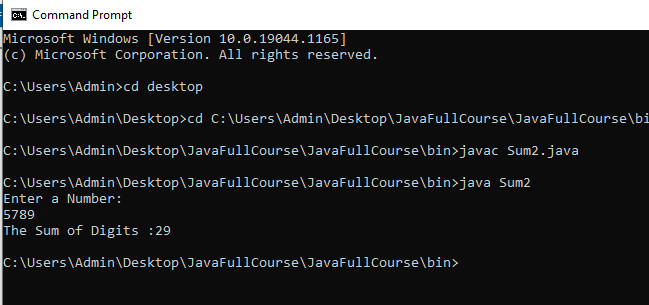 Command Prompt
Microsoft Windows [Version 10.0.19044.1165]
(c) Microsoft Corporation. All rights reserved.
C:\Users\Admin>cd desktop
C:\Users\Admin\Desktop>cd C:\Users\Admin\Desktop\JavaFullCourse\JavaFullCourse\bi
C:\Users\Admin\Desktop\JavaFullCourse\JavaFullCourse\bin>javac Sum2.java
C:\Users\Admin\Desktop\JavaFullCourse\JavaFullCourse\bin>java Sum2
Enter a Number:
5789
The Sum of Digits :29
C:\Users\Admin\Desktop\JavaFullCourse\JavaFullCourse\bin>